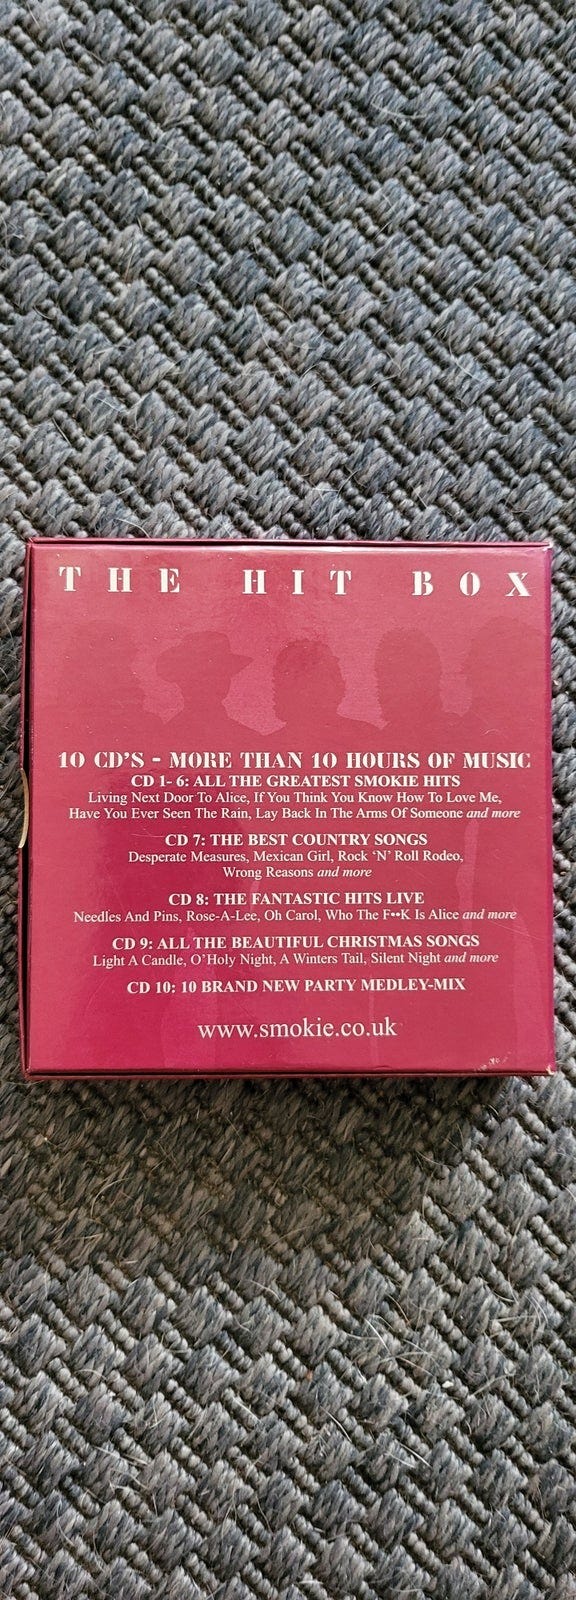 THE HIT BOX
10 CD'S - MORE THAN 10 HOURS OF MUSIC
CD 1- 6: ALL THE GREATEST SMOKIE HITS
Living Next Door To Alice, If You Think You Know How To Love Me,
Have You Ever Seen The Rain, Lay Back In The Arms Of Someone and more
CD 7: THE BEST COUNTRY SONGS
Desperate Measures, Mexican Girl, Rock 'N' Roll Rodeo,
Wrong Reasons and more
CD 8: THE FANTASTIC HITS LIVE
Needles And Pins, Rose-A-Lee, Oh Carol, Who The F••K Is Alice and more
CD 9: ALL THE BEAUTIFUL CHRISTMAS SONGS
Light A Candle, O'Holy Night, A Winters Tail, Silent Night and more
CD 10: 10 BRAND NEW PARTY MEDLEY-MIX
www.smokie.co.uk